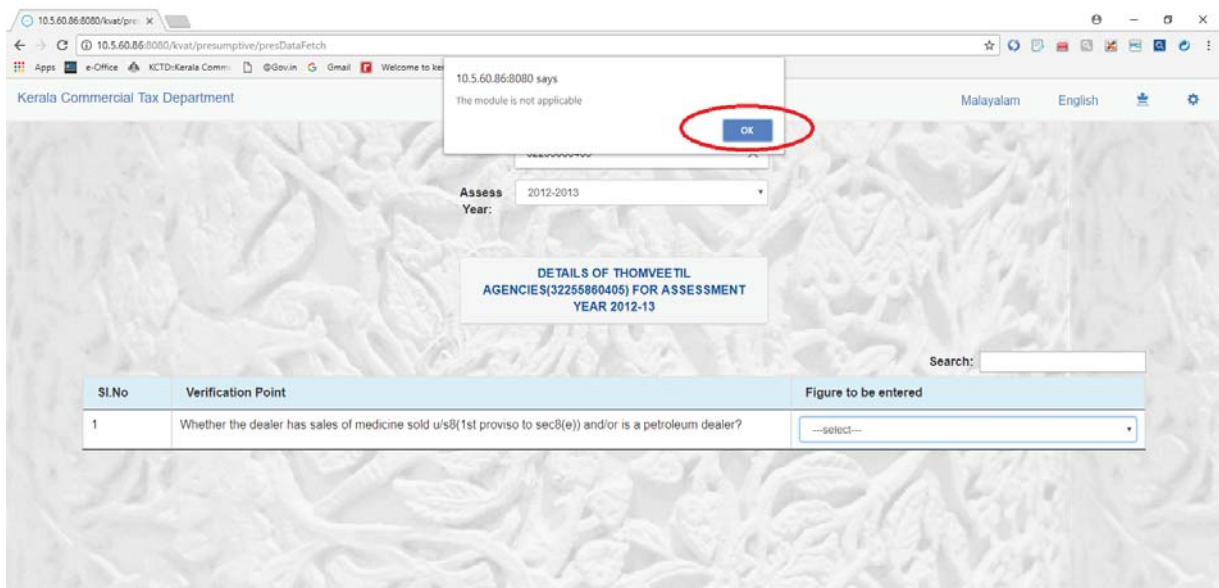 10.5.60.86:8080/kvat/pre
10.5.60.86:8080/kvat/presumptive/presDataFetch
Apps e-Office KCTD:Kerala Comm @Gov.in Gmail Welcome to ker
10.5.60.86:8080 says
The module is not applicable
OK
Kerala Commercial Tax Department Malayalam English
Assess Year: 2012-2013
DETAILS OF THOMVEETIL
AGENCIES(32255860405) FOR ASSESSMENT
YEAR 2012-13
Search:
Sl.No Verification Point Figure to be entered
1 Whether the dealer has sales of medicine sold u/s8(1st proviso to sec8(e)) and/or is a petroleum dealer? ---select---